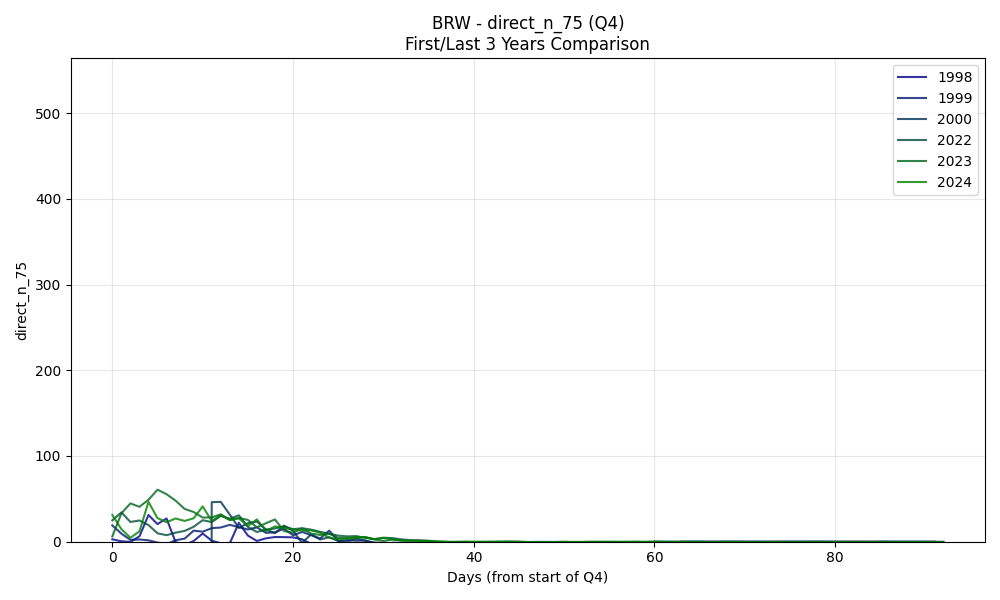 BRW - direct_n_75 (Q4)
First/Last 3 Years Comparison
1998
1999
2000
2022
2023
2024
500
400
300
200
100
0
direct_n_75
0 20 40 60 80
Days (from start of Q4)